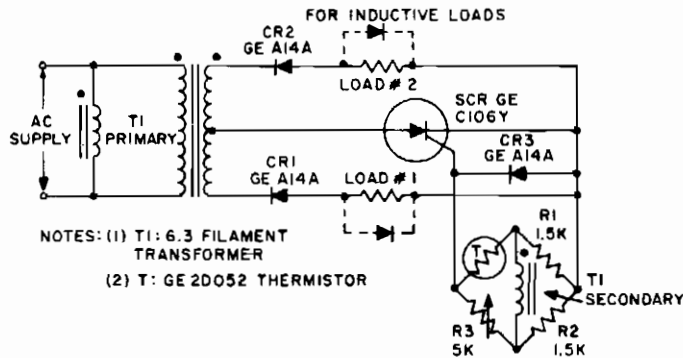 FOR INDUCTIVE LOADS
CR2
GE A14A
LOAD # 2
SCR GE
C106Y
AC
SUPPLY
T1
PRIMARY
CR3
GE A14A
CR1
GE A14A
LOAD # 1
NOTES: (1) T1: 6.3 FILAMENT
TRANSFORMER
(2) T: GE 2D052 THERMISTOR
R1
1.5K
T
T1
SECONDARY
R3
5K
R2
1.5K